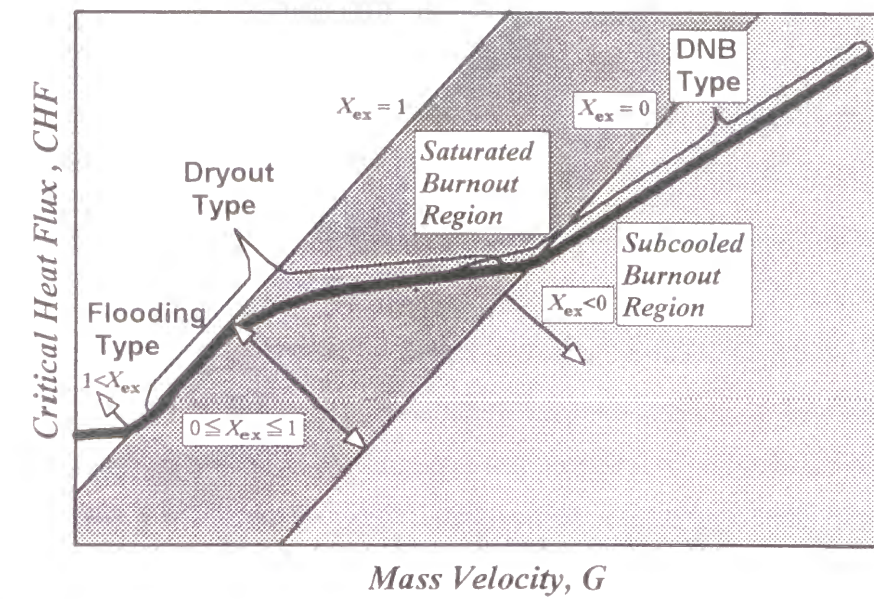 Critical Heat Flux, CHF
DNB
Type
X_ex = 1
X_ex = 0
Saturated
Burnout
Region
Dryout
Type
Subcooled
Burnout
Region
X_ex<0
Flooding
Type
1<X_ex
0≦X_ex≦1
Mass Velocity, G